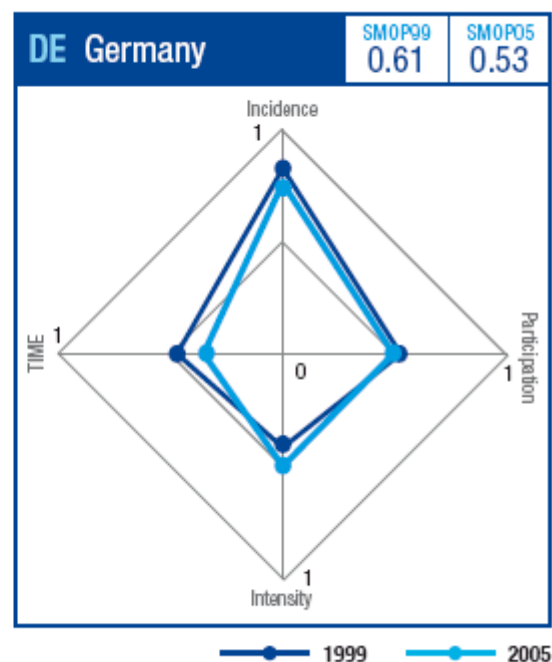 DE Germany
SMOP99
0.61
SMOP05
0.53
Incidence
1
TIME
1
0
Participation
1
1
Intensity
1999
2005